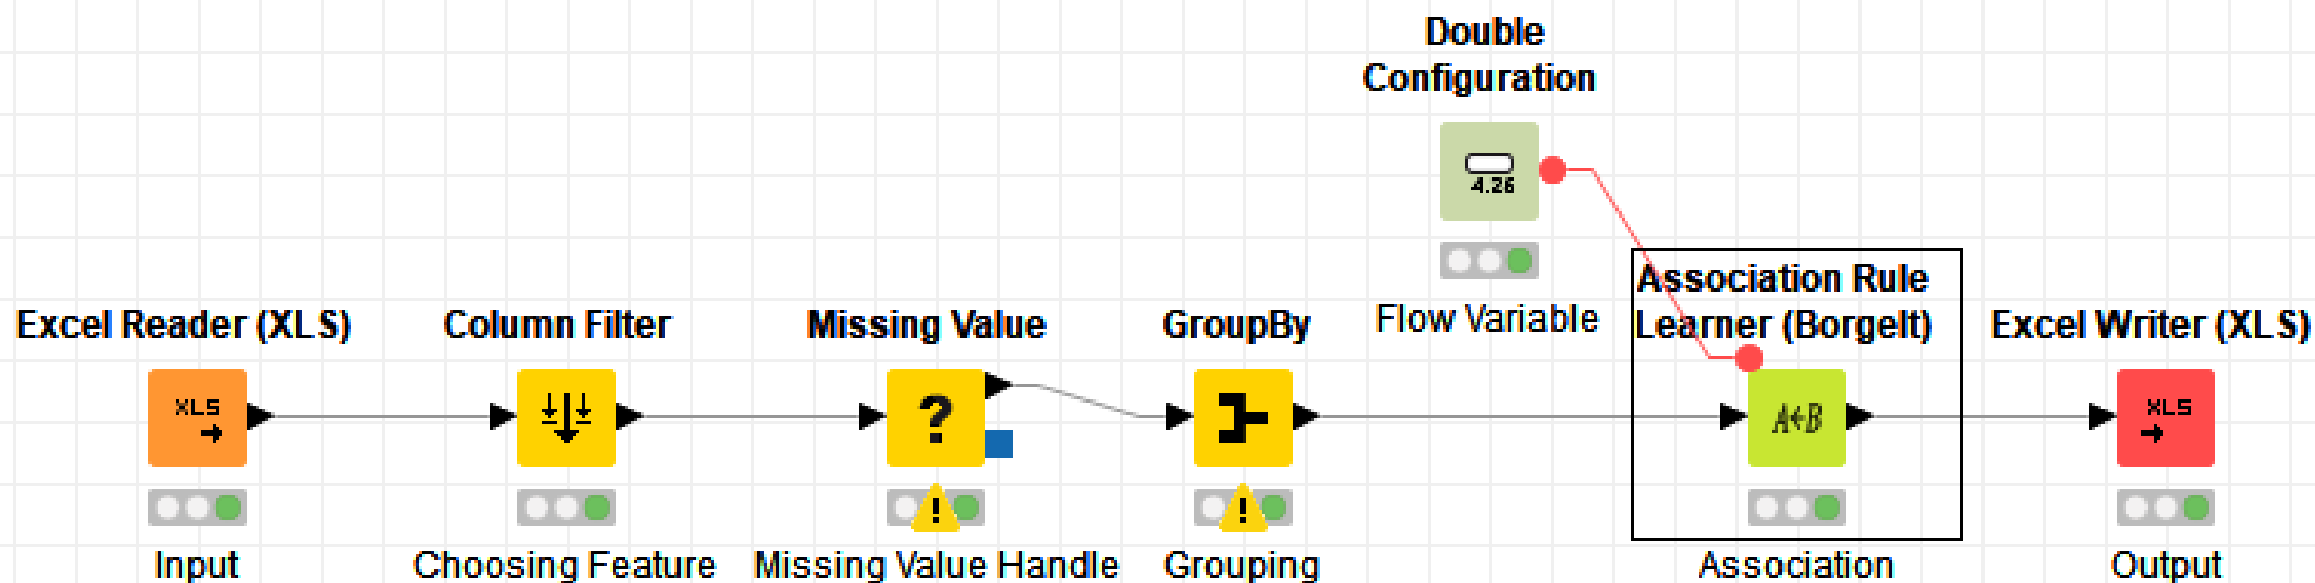 Double
Configuration
4.26
Flow Variable
Excel Reader (XLS)
Column Filter
Missing Value
GroupBy
Association Rule
Learner (Borgelt)
Excel Writer (XLS)
XLS
?
A+B
XLS
!
!
Input
Choosing Feature
Missing Value Handle
Grouping
Association
Output